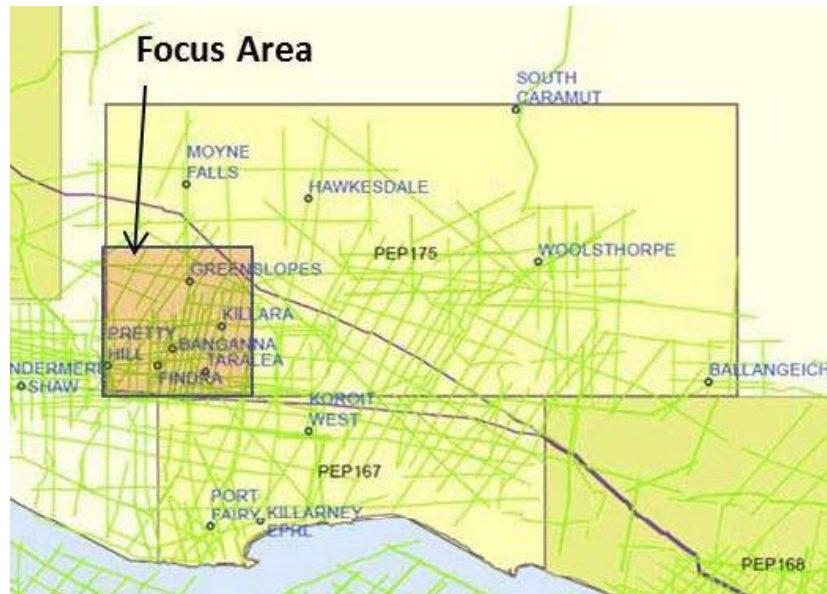 Focus Area
SOUTH
CARAMUT
MOYNE
FALLS
HAWKESDALE
PEP175
WOOLSTHORPE
GREENSLOPES
KILLARA
PRETTY
HILL
BANGANNA
TARALEA
FINDRA
NDERMERE
SHAW
BALLANGEICH
KOROIT
WEST
PEP167
PORT
FAIRY
KILLARNEY
EPRL
PEP168